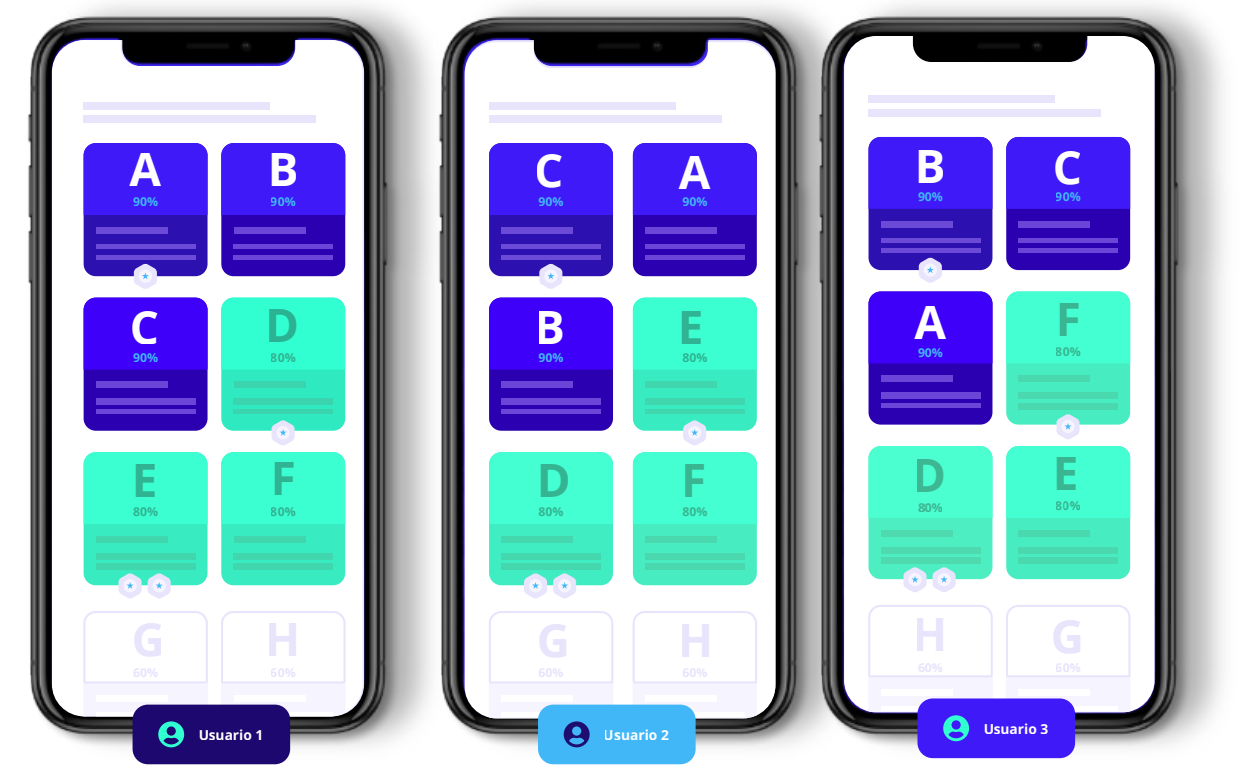 A B
90% 90%
C D
90% 80%
E F
80% 80%
G H
60% 60%
Usuario 1
C A
90% 90%
B E
90% 80%
D F
80% 80%
G H
60% 60%
Usuario 2
B C
90% 90%
A F
90% 80%
D E
80% 80%
H G
60% 60%
Usuario 3